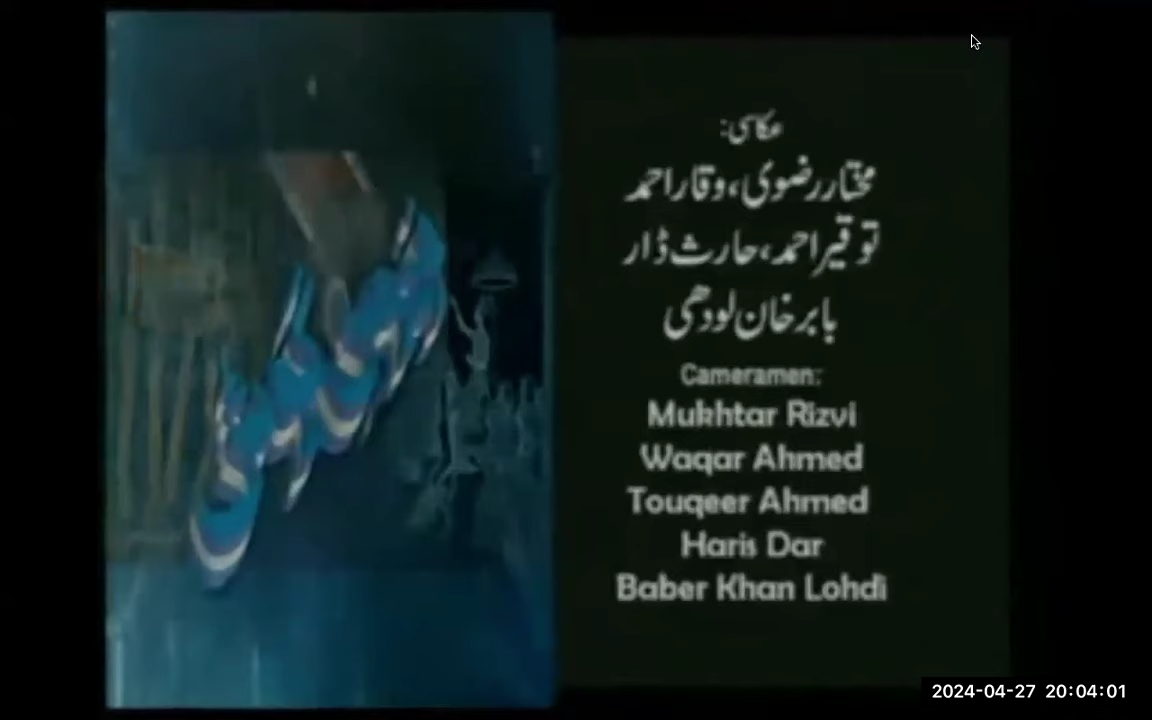 عکاسی:
مختار رضوی، وقار احمد
توقیر احمد، حارث ڈار
بابر خان لودھی
Cameramen:
Mukhtar Rizvi
Waqar Ahmed
Touqeer Ahmed
Haris Dar
Baber Khan Lohdi
2024-04-27 20:04:01